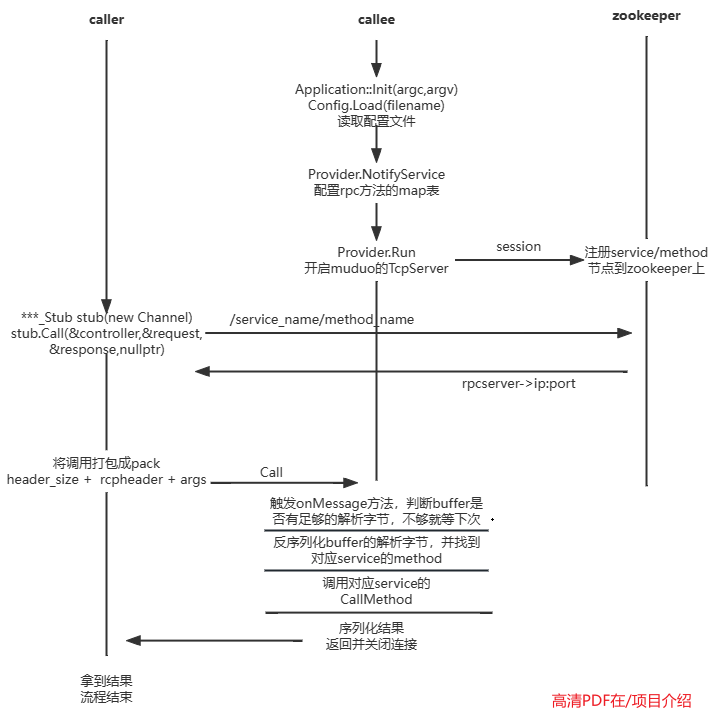 caller
callee
zookeeper
Application::Init(argc,argv)
Config.Load(filename)
读取配置文件
Provider.NotifyService
配置rpc方法的map表
Provider.Run
开启muduo的TcpServer
session
注册service/method
节点到zookeeper上
***_Stub stub(new Channel)
stub.Call(&controller,&request,
&response,nullptr)
/service_name/method_name
rpcserver->ip:port
将调用打包成pack
header_size + rcpheader + args
Call
触发onMessage方法，判断buffer是
否有足够的解析字节，不够就等下次
反序列化buffer的解析字节，并找到
对应service的method
调用对应service的
CallMethod
序列化结果
返回并关闭连接
拿到结果
流程结束
高清PDF在/项目介绍